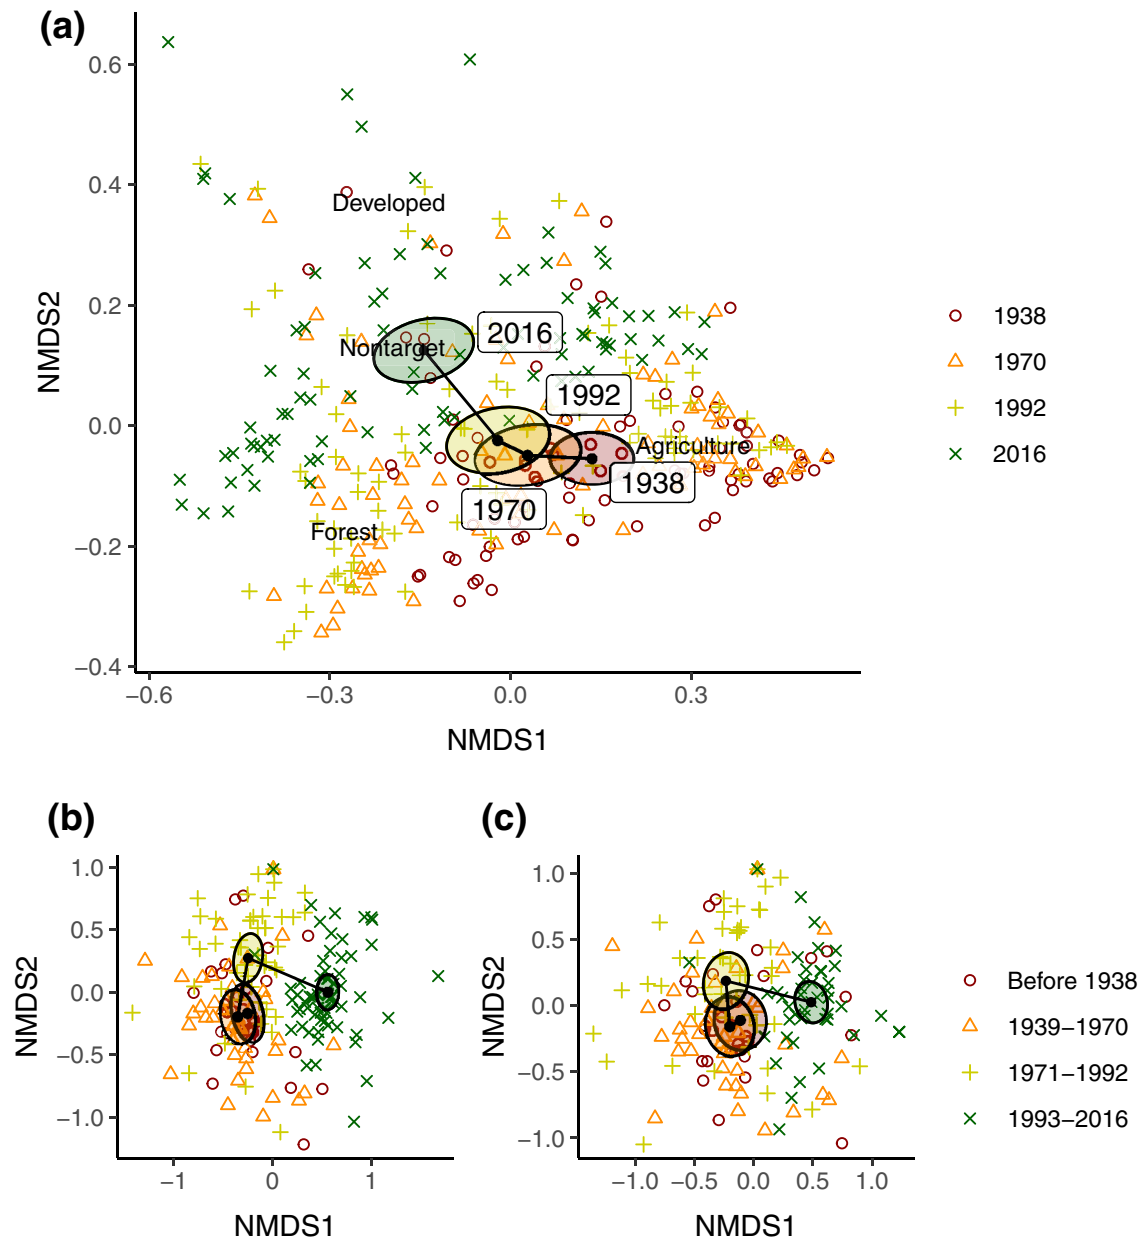 (a)
0.6
0.4
0.2
0.0
−0.2
−0.4
NMDS2
Developed
Nontarget
2016
1992
Agriculture
1938
1970
Forest
−0.6
−0.3
0.0
0.3
NMDS1
1938
1970
1992
2016
(b)
1.0
0.5
0.0
−0.5
−1.0
NMDS2
−1
0
1
NMDS1
(c)
1.0
0.5
0.0
−0.5
−1.0
NMDS2
−1.0
−0.5
0.0
0.5
1.0
NMDS1
Before 1938
1939−1970
1971−1992
1993−2016